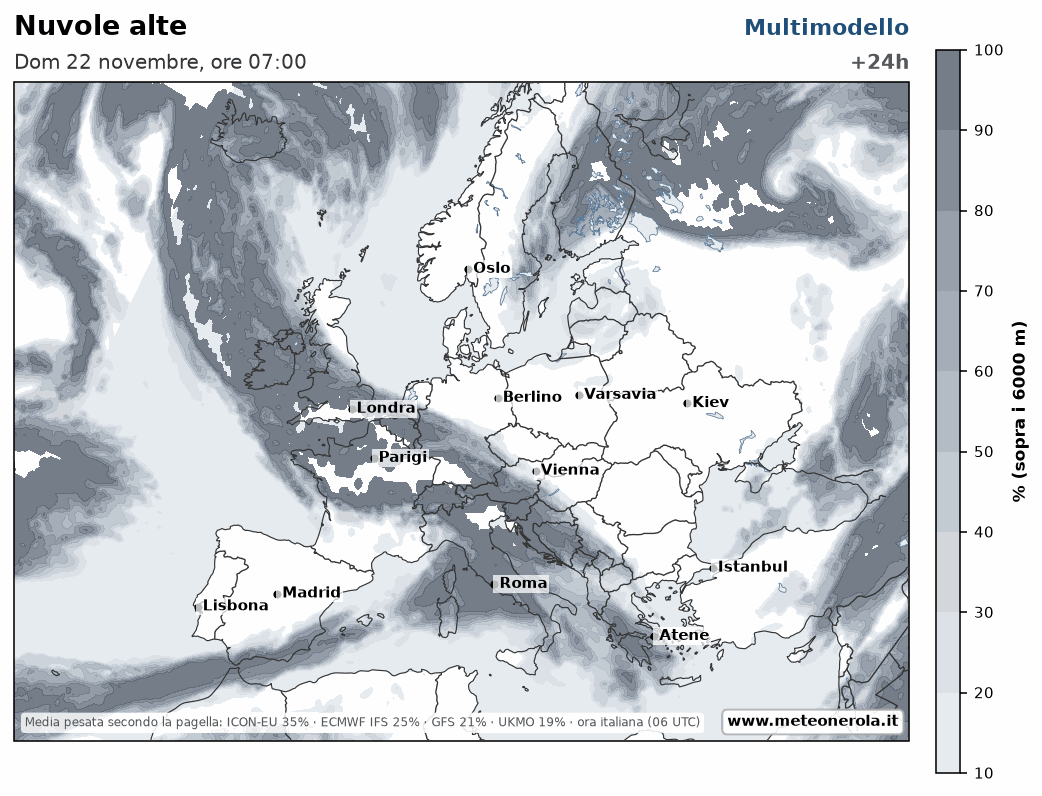 Nuvole alte
Multimodello
Dom 22 novembre, ore 07:00
+24h
100
90
80
70
60
50
40
30
20
10
% (sopra i 6000 m)
Oslo
Berlino
Varsavia
Kiev
Londra
Parigi
Vienna
Istanbul
Roma
Madrid
Lisbona
Atene
Media pesata secondo la pagella: ICON-EU 35% · ECMWF IFS 25% · GFS 21% · UKMO 19% · ora italiana (06 UTC)
www.meteonerola.it